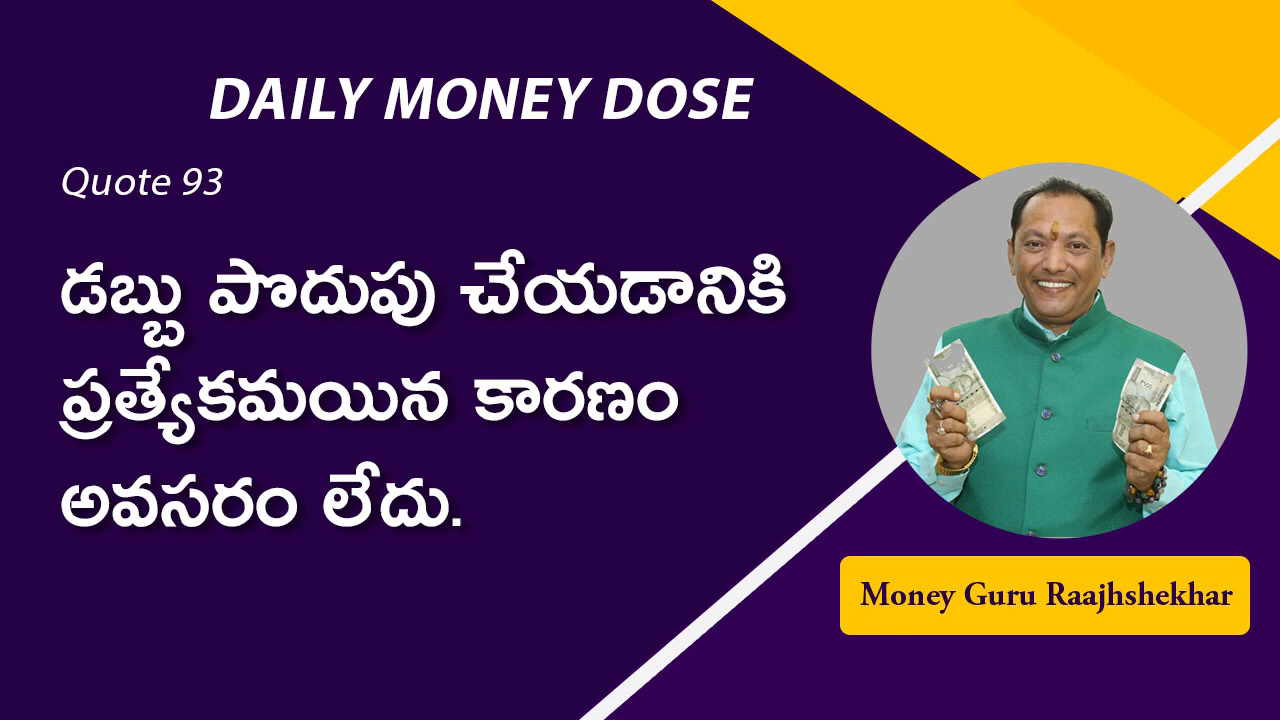 DAILY MONEY DOSE
Quote 93
డబ్బు పొదుపు చేయడానికి
ప్రత్యేకమయిన కారణం
అవసరం లేదు.
Money Guru Raajhshekhar